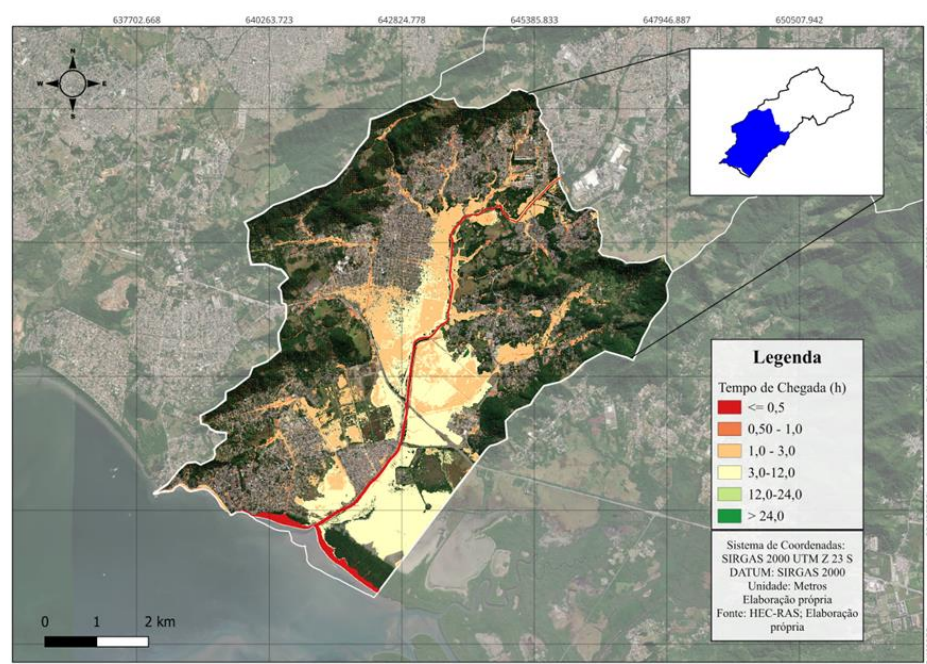 637702.668 640263.723 642824.778 645385.833 647946.887 650507.942
N
W E
S
Legenda
Tempo de Chegada (h)
<= 0,5
0,50 - 1,0
1,0 - 3,0
3,0-12,0
12,0-24,0
> 24,0
Sistema de Coordenadas:
SIRGAS 2000 UTM Z 23 S
DATUM: SIRGAS 2000
Unidade: Metros
Elaboração própria
Fonte: HEC-RAS; Elaboração
própria
0 1 2 km